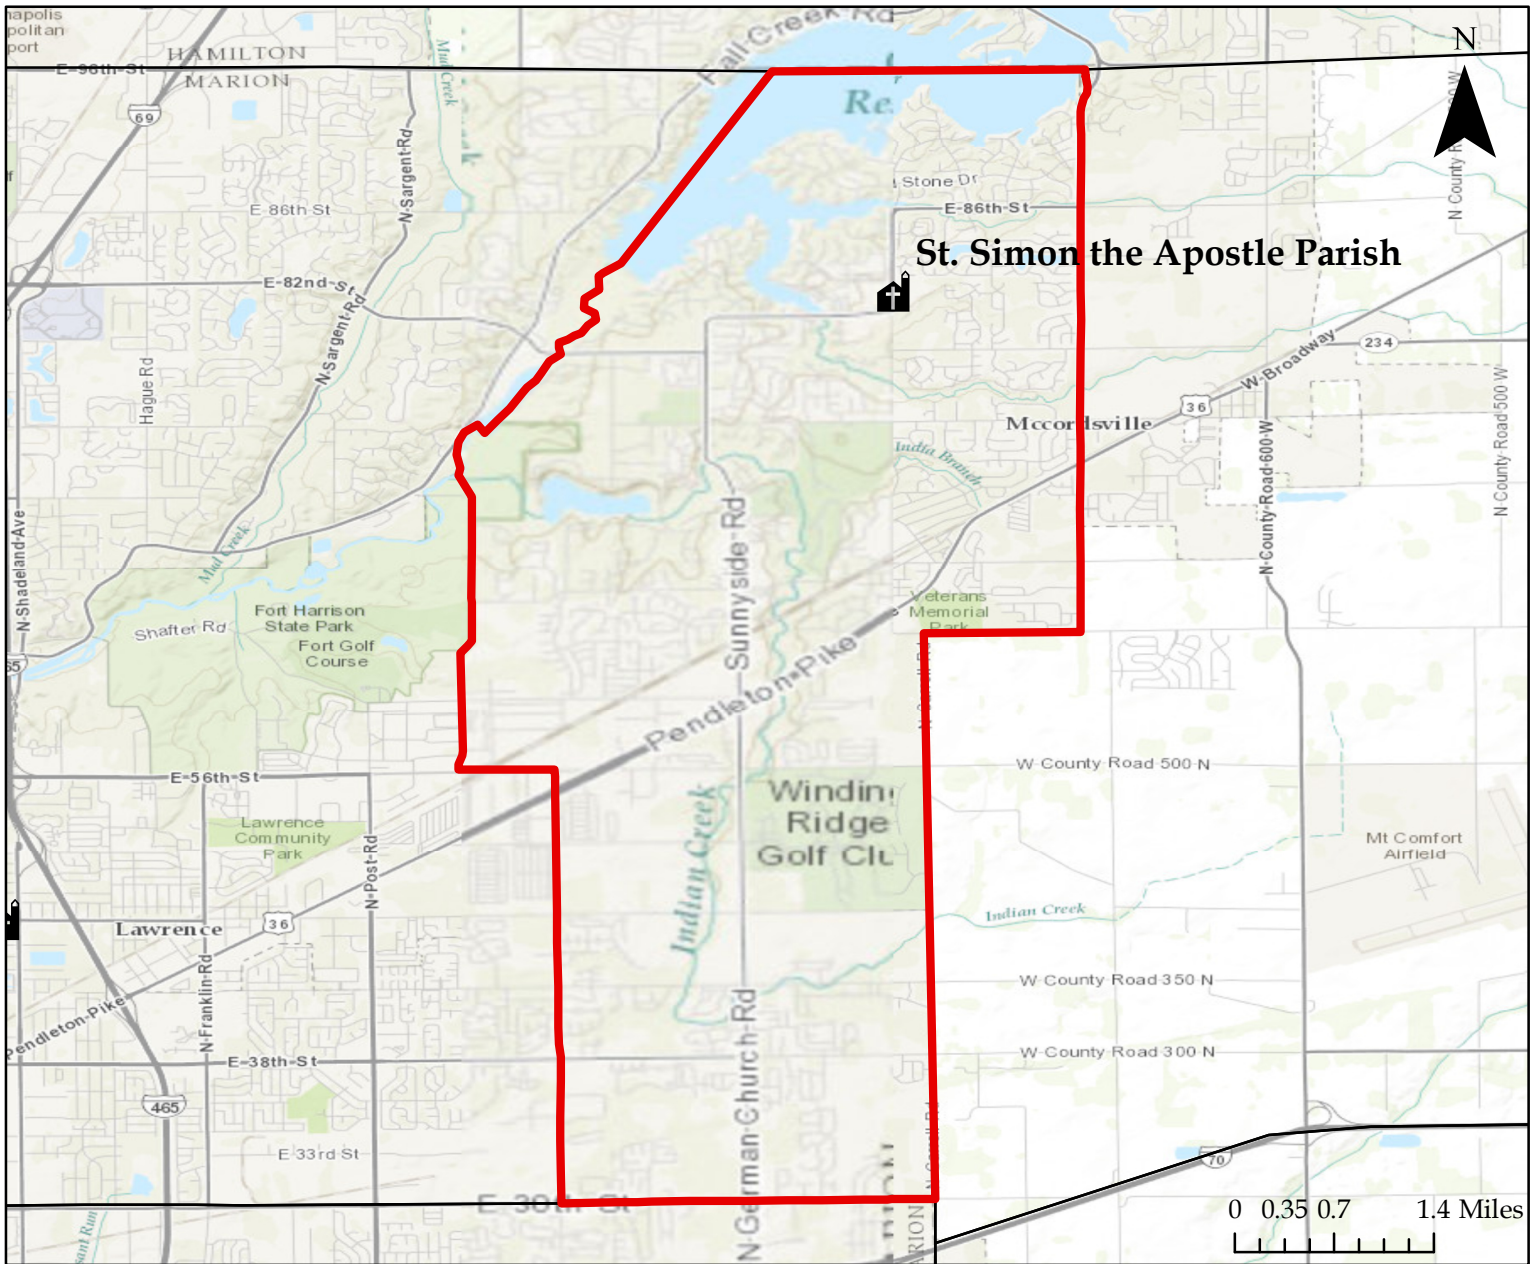 napolis
politan
port
Fall Creek Rd
N
HAMILTON
E 96th St
MARION
Mud Creek
69
Re
N Sargent Rd
Stone Dr
E 86th St
E 86th St
St. Simon the Apostle Parish
E 82nd St
N Sargent Rd
Hague Rd
W Broadway
234
36
N County Road 500 W
Mccordsville
India Branch
N County Road 600 W
N Shadeland Ave
Sunnyside Rd
Mud Creek
Veterans
Memorial
Park
Fort Harrison
State Park
Shafter Rd
Fort Golf
Course
Pendleton Pike
W County Road 500 N
E 56th St
Windin
Ridge
Golf Clu
Indian Creek
Lawrence
Community
Park
Mt Comfort
Airfield
N Post Rd
Indian Creek
36
Lawrence
N Franklin Rd
W County Road 350 N
Pendleton Pike
N German Church Rd
W County Road 300 N
E 38th St
465
E 33rd St
70
E 30th St
0 0.35 0.7 1.4 Miles